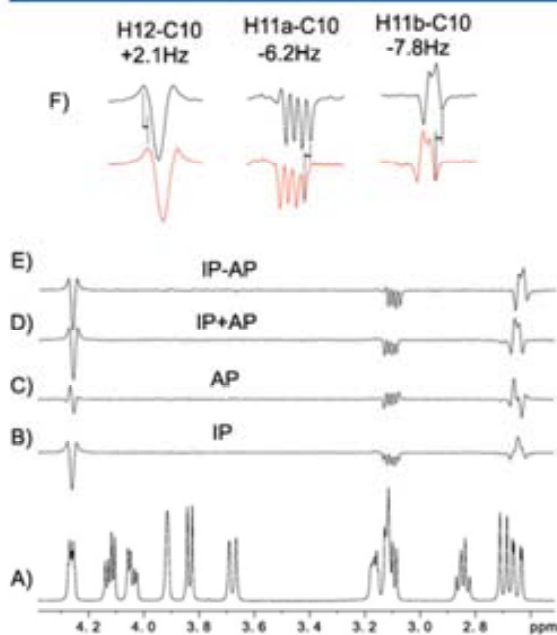 H12-C10 H11a-C10 H11b-C10
+2.1Hz -6.2Hz -7.8Hz
F)
E) IP-AP
D) IP+AP
C) AP
B) IP
A)
4.2 4.0 3.8 3.6 3.4 3.2 3.0 2.8 ppm